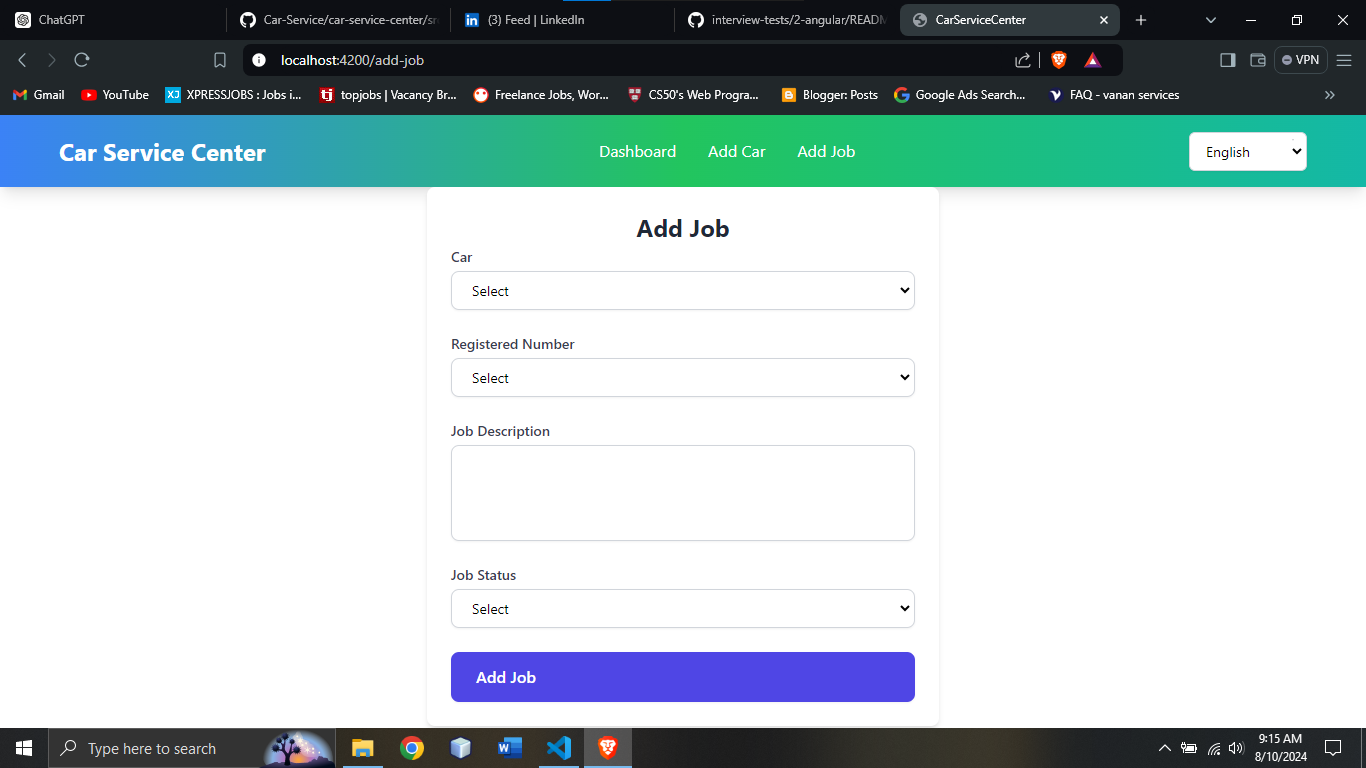 ChatGPT
Car-Service/car-service-center/sr
(3) Feed | LinkedIn
interview-tests/2-angular/READM
CarServiceCenter
localhost:4200/add-job
VPN
Gmail
YouTube
XPRESSJOBS : Jobs i...
topjobs | Vacancy Br...
Freelance Jobs, Wor...
CS50's Web Progra...
Blogger: Posts
Google Ads Search...
FAQ - vanan services
Car Service Center
Dashboard
Add Car
Add Job
English
Add Job
Car
Select
Registered Number
Select
Job Description
Job Status
Select
Add Job
Type here to search
9:15 AM
8/10/2024